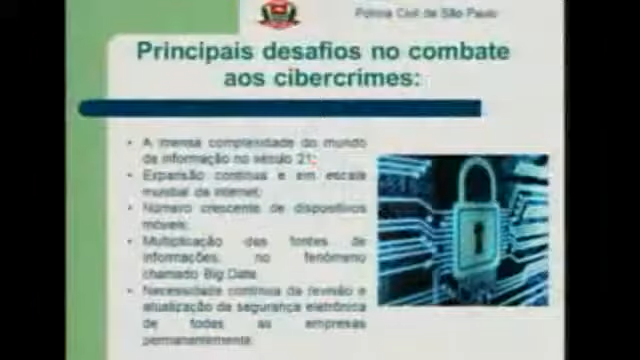 Polícia Civil de São Paulo
Principais desafios no combate
aos cibercrimes:
• A imensa complexidade do mundo
da informação no século 21;
• Expansão contínua e em escala
mundial da internet;
• Número crescente de dispositivos
móveis;
• Multiplicação das fontes de
informações, no fenômeno
chamado Big Data
• Necessidade contínua da revisão e
atualização da segurança eletrônica
de todas as empresas
permanentemente.